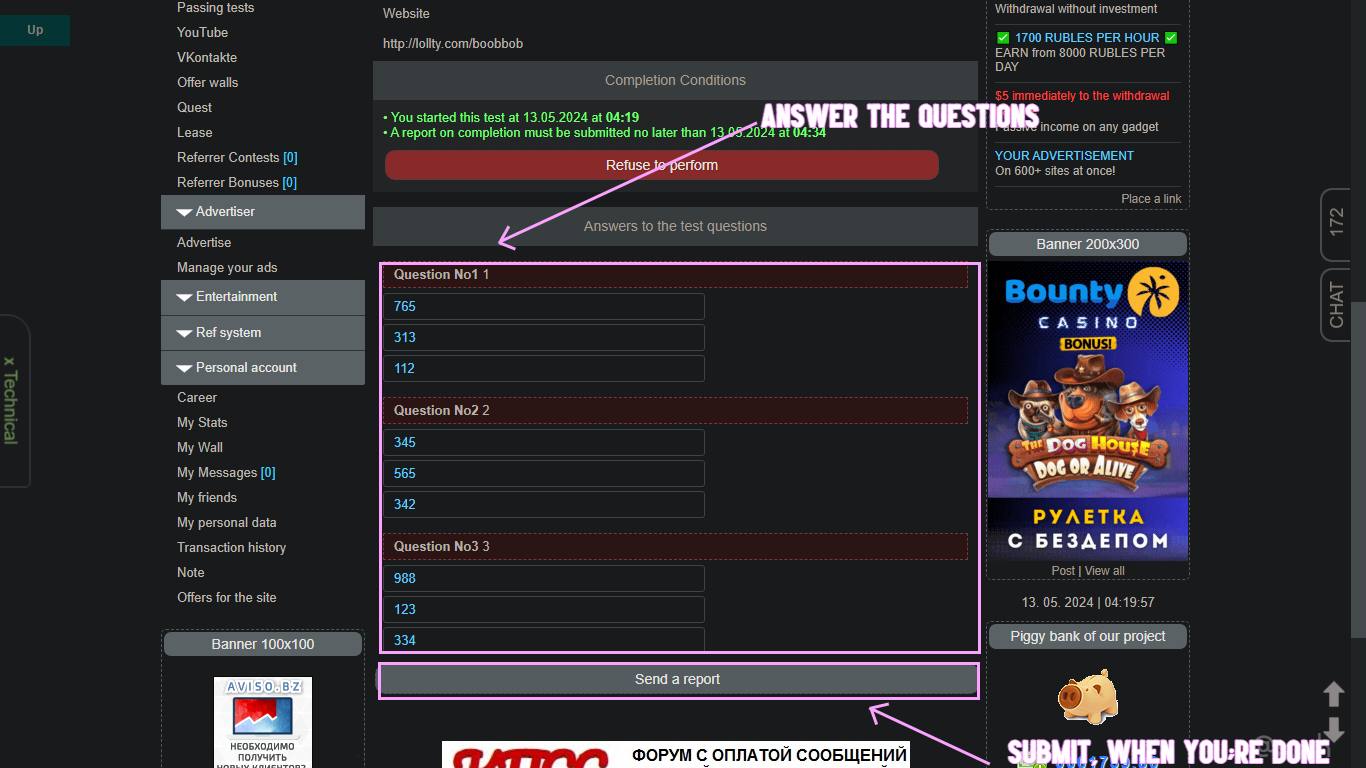 Up
Passing tests
YouTube
VKontakte
Offer walls
Quest
Lease
Referrer Contests [0]
Referrer Bonuses [0]
Advertiser
Advertise
Manage your ads
Entertainment
Ref system
Personal account
Career
My Stats
My Wall
My Messages [0]
My friends
My personal data
Transaction history
Note
Offers for the site
Banner 100x100
AVISO.BZ
НЕОБХОДИМО
ПОЛУЧИТЬ
НОВЫХ КЛИЕНТОВ?
x Technical
Website
http://lollty.com/boobbob
Completion Conditions
• You started this test at 13.05.2024 at 04:19
• A report on completion must be submitted no later than 13.05.2024 at 04:34
Refuse to perform
ANSWER THE QUESTIONS
Answers to the test questions
Question No1 1
765
313
112
Question No2 2
345
565
342
Question No3 3
988
123
334
Send a report
ФОРУМ С ОПЛАТОЙ СООБЩЕНИЙ
Withdrawal without investment
✅ 1700 RUBLES PER HOUR ✅
EARN from 8000 RUBLES PER
DAY
$5 immediately to the withdrawal
Passive income on any gadget
YOUR ADVERTISEMENT
On 600+ sites at once!
Place a link
Banner 200x300
Bounty
CASINO
BONUS!
THE DOG HOUSE
DOG OR ALIVE
РУЛЕТКА
С БЕЗДЕПОМ
Post | View all
13. 05. 2024 | 04:19:57
Piggy bank of our project
SUBMIT, WHEN YOU;RE DONE
172
CHAT